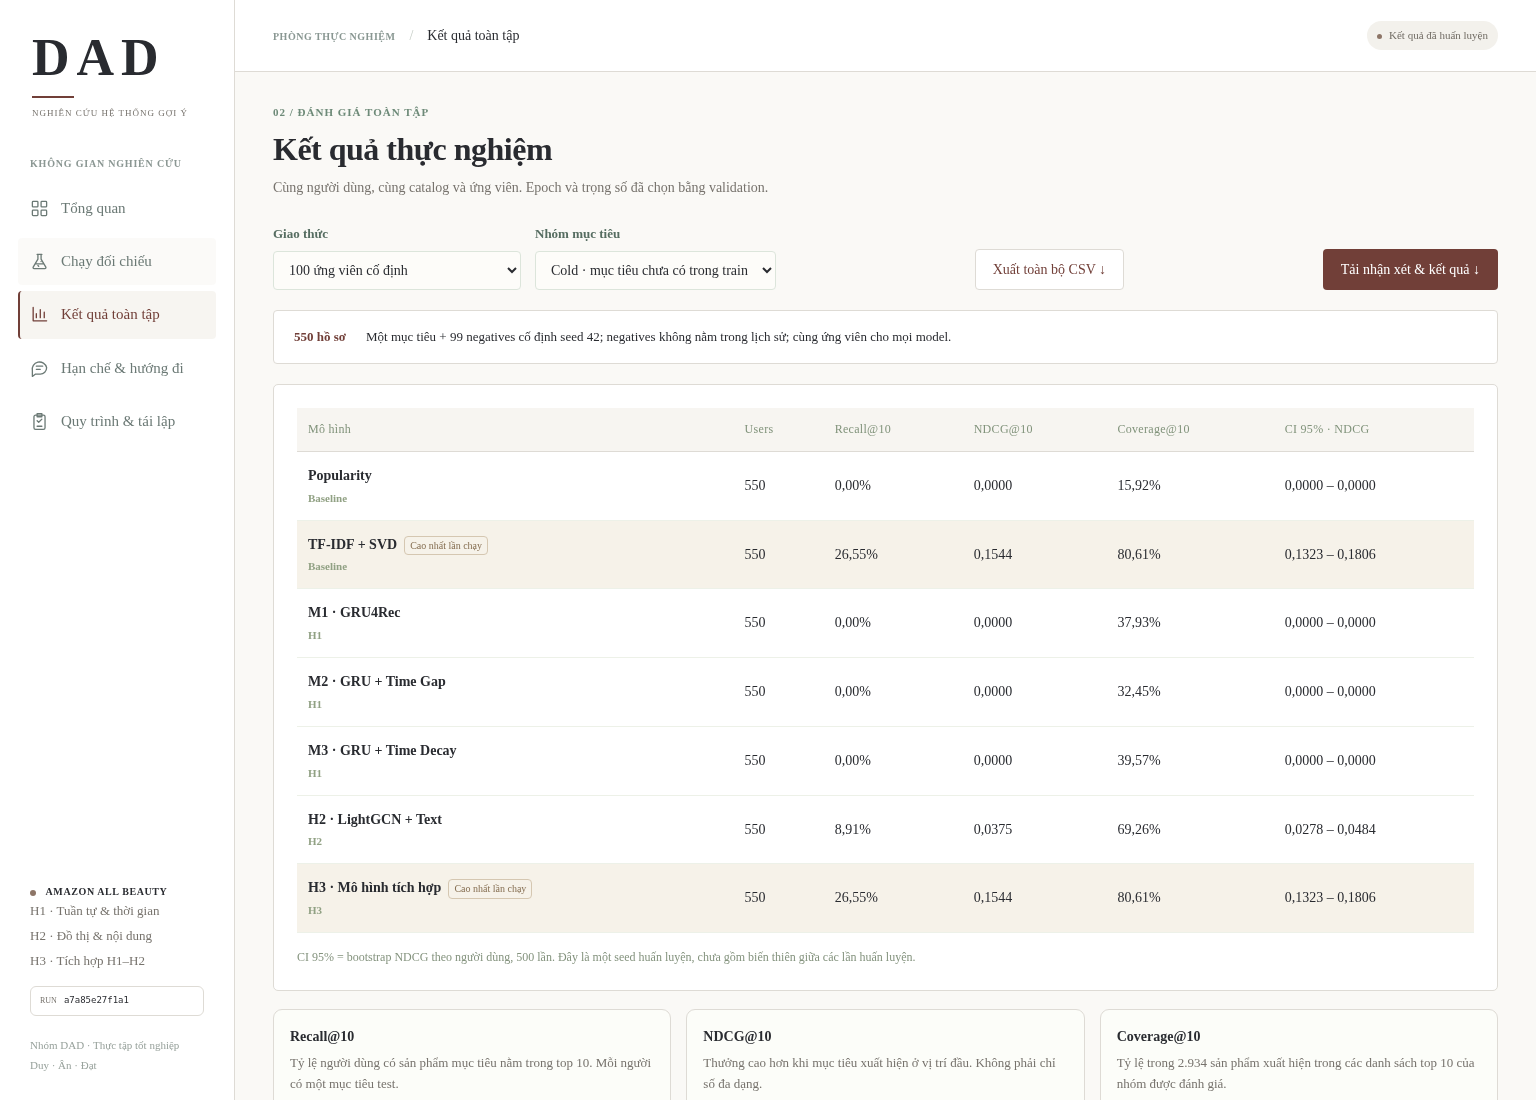 DAD
NGHIÊN CỨU HỆ THỐNG GỢI Ý
KHÔNG GIAN NGHIÊN CỨU
Tổng quan
Chạy đối chiếu
Kết quả toàn tập
Hạn chế & hướng đi
Quy trình & tái lập
AMAZON ALL BEAUTY
H1 · Tuần tự & thời gian
H2 · Đồ thị & nội dung
H3 · Tích hợp H1–H2
RUN a7a85e27f1a1
Nhóm DAD · Thực tập tốt nghiệp
Duy · Ân · Đạt
PHÒNG THỰC NGHIỆM / Kết quả toàn tập
Kết quả đã huấn luyện
02 / ĐÁNH GIÁ TOÀN TẬP
Kết quả thực nghiệm
Cùng người dùng, cùng catalog và ứng viên. Epoch và trọng số đã chọn bằng validation.
Giao thức Nhóm mục tiêu
100 ứng viên cố định Cold · mục tiêu chưa có trong train Xuất toàn bộ CSV ↓ Tải nhận xét & kết quả ↓
550 hồ sơ Một mục tiêu + 99 negatives cố định seed 42; negatives không nằm trong lịch sử; cùng ứng viên cho mọi model.
Mô hình Users Recall@10 NDCG@10 Coverage@10 CI 95% · NDCG
Popularity
Baseline
550 0,00% 0,0000 15,92% 0,0000 – 0,0000
TF-IDF + SVD Cao nhất lần chạy
Baseline
550 26,55% 0,1544 80,61% 0,1323 – 0,1806
M1 · GRU4Rec
H1
550 0,00% 0,0000 37,93% 0,0000 – 0,0000
M2 · GRU + Time Gap
H1
550 0,00% 0,0000 32,45% 0,0000 – 0,0000
M3 · GRU + Time Decay
H1
550 0,00% 0,0000 39,57% 0,0000 – 0,0000
H2 · LightGCN + Text
H2
550 8,91% 0,0375 69,26% 0,0278 – 0,0484
H3 · Mô hình tích hợp Cao nhất lần chạy
H3
550 26,55% 0,1544 80,61% 0,1323 – 0,1806
CI 95% = bootstrap NDCG theo người dùng, 500 lần. Đây là một seed huấn luyện, chưa gồm biến thiên giữa các lần huấn luyện.
Recall@10
Tỷ lệ người dùng có sản phẩm mục tiêu nằm trong top 10. Mỗi người
có một mục tiêu test.
NDCG@10
Thưởng cao hơn khi mục tiêu xuất hiện ở vị trí đầu. Không phải chỉ
số đa dạng.
Coverage@10
Tỷ lệ trong 2.934 sản phẩm xuất hiện trong các danh sách top 10 của
nhóm được đánh giá.